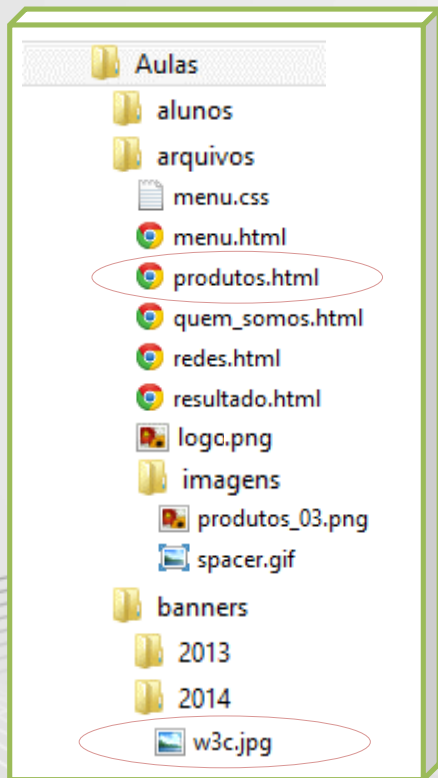 Aulas
alunos
arquivos
menu.css
menu.html
produtos.html
quem_somos.html
redes.html
resultado.html
logo.png
imagens
produtos_03.png
spacer.gif
banners
2013
2014
w3c.jpg